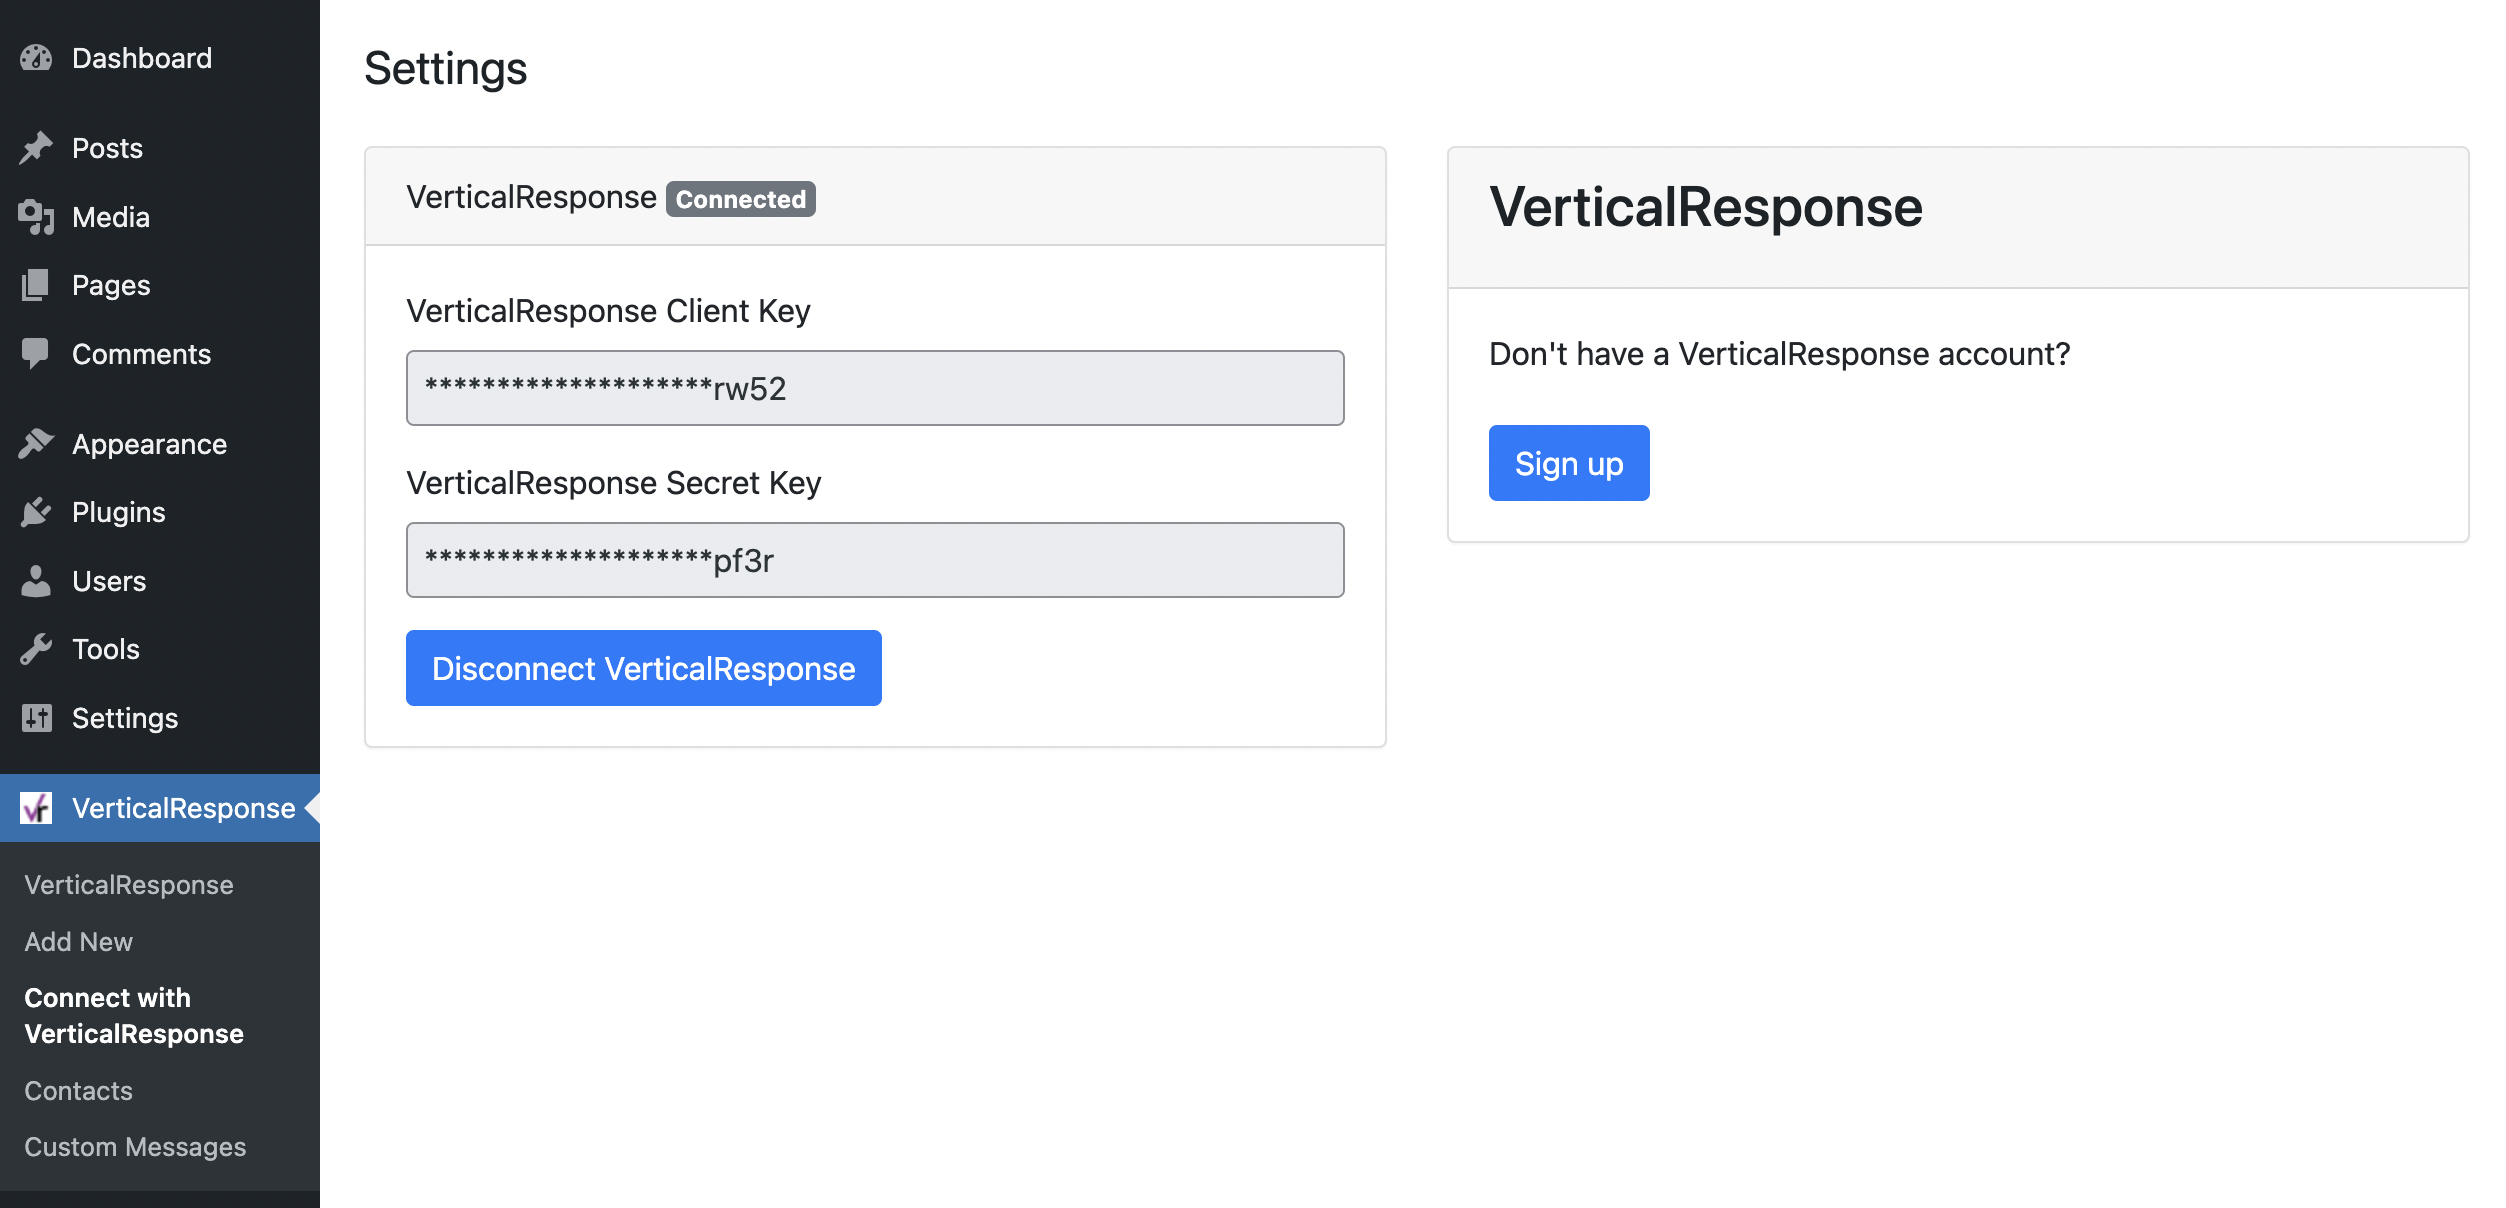 Dashboard
Posts
Media
Pages
Comments
Appearance
Plugins
Users
Tools
Settings
vr
VerticalResponse
VerticalResponse
Add New
Connect with
VerticalResponse
Contacts
Custom Messages
Settings
VerticalResponse Connected
VerticalResponse Client Key
********************rw52
VerticalResponse Secret Key
********************pf3r
Disconnect VerticalResponse
VerticalResponse
Don't have a VerticalResponse account?
Sign up